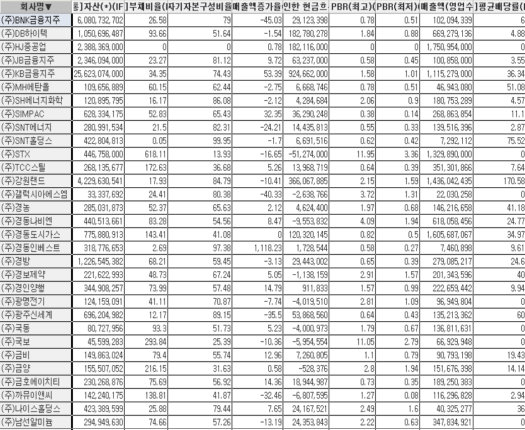 회사명▼ 자산(*)(IF 부채비율(자기자본구성비율매출액증가율인한 현금흐 PBR(최고)( PBR(최저)(매출액(영업수 평균배당률(
(주)BNK금융지주 6,080,732,702 26.58 79 -45.03 29,123,398 0.78 0.51 102,094,339
(주)DB하이텍 1,050,696,487 93.66 51.64 -1.54 182,780,278 1.84 0.88 669,279,136 4.88
(주)HJ중공업 2,388,369,000 0 0 0.78 182,116,000 0 0 1,750,954,000
(주)JB금융지주 2,346,094,000 23.27 81.12 9.72 63,237,000 0.58 0.45 100,858,000 3.55
(주)KB금융지주 25,623,074,000 34.35 74.43 53.39 924,662,000 1.58 1.01 1,115,279,000 36.34
(주)MH에탄올 109,656,889 60.15 62.44 -2.75 6,668,746 0.78 0.51 46,943,080 51.08
(주)SH에너지화학 120,895,795 16.17 86.08 -2.12 4,284,684 2.06 0.9 180,753,289 4.57
(주)SIMPAC 628,334,175 52.83 65.43 32.35 36,290,248 0.38 0.14 268,863,854 11.1
(주)SNT에너지 280,991,534 21.5 82.31 -24.21 14,435,813 0.55 0.33 139,516,396 2.87
(주)SNT홀딩스 422,804,813 0.05 99.95 -1.7 6,691,516 0.62 0.42 7,292,112 75.52
(주)STX 446,758,000 618.11 13.93 -16.65 -51,274,000 11.95 3.36 1,329,890,000
(주)TCC스틸 268,135,677 172.63 36.68 5.26 13,968,719 0.64 0.39 351,301,866 7.64
(주)강원랜드 4,229,630,541 17.93 84.79 -10.41 366,067,885 2.15 1.59 1,436,042,435 170.58
(주)갤럭시아에스엠 33,337,692 24.41 80.38 -40.33 -2,638,766 3.72 1.31 22,030,258
(주)경농 285,031,873 52.37 65.63 2.12 4,624,400 1.97 0.68 146,216,658 41.18
(주)경동나비엔 440,513,661 83.28 54.56 8.47 -9,553,832 4.09 1.94 618,058,456 24.77
(주)경동도시가스 775,880,913 143.41 41.08 0 120,320,145 0.82 0.5 1,605,687,067 34.97
(주)경동인베스트 318,776,653 2.69 97.38 1,118.23 1,728,544 0.58 0.27 7,460,898 9.61
(주)경방 1,226,545,382 68.21 59.45 -3.13 29,443,002 0.65 0.39 279,085,217 24.6
(주)경보제약 221,622,993 48.73 67.24 5.05 -1,138,159 2.91 1.57 201,343,596 40
(주)경인양행 344,908,257 73.99 57.48 14.79 911,833 1.57 0.99 222,659,442 9.94
(주)광명전기 124,159,091 41.11 70.87 -7.74 -4,019,510 2.81 1.09 96,949,804 0
(주)광주신세계 696,204,982 12.17 89.15 -35.5 53,868,560 0.64 0.43 135,213,362 60
(주)국동 80,727,956 93.3 51.73 5.23 -4,000,973 1.79 0.67 136,811,631 0
(주)국보 45,599,283 293.84 25.39 -10.36 -5,954,554 11.05 2.79 66,929,948 0
(주)금비 149,863,024 79.4 55.74 12.96 7,260,805 1.1 0.79 90,793,198 19.43
(주)금양 155,507,052 216.15 31.63 0.58 -528,376 2.8 1.94 151,676,398 14.14
(주)금호에이치티 230,268,876 75.69 56.92 14.36 18,944,987 0.73 0.35 189,250,383
(주)까뮤이앤씨 142,240,175 138.81 41.87 -32.46 -6,807,595 1.27 0.08 116,296,828 2.94
(주)나이스홀딩스 423,389,599 25.88 79.44 7.65 24,167,521 2.49 1.6 40,325,277 36
(주)남선알미늄 294,949,630 74.66 57.26 -13.19 24,353,843 2.22 0.63 347,834,921 0